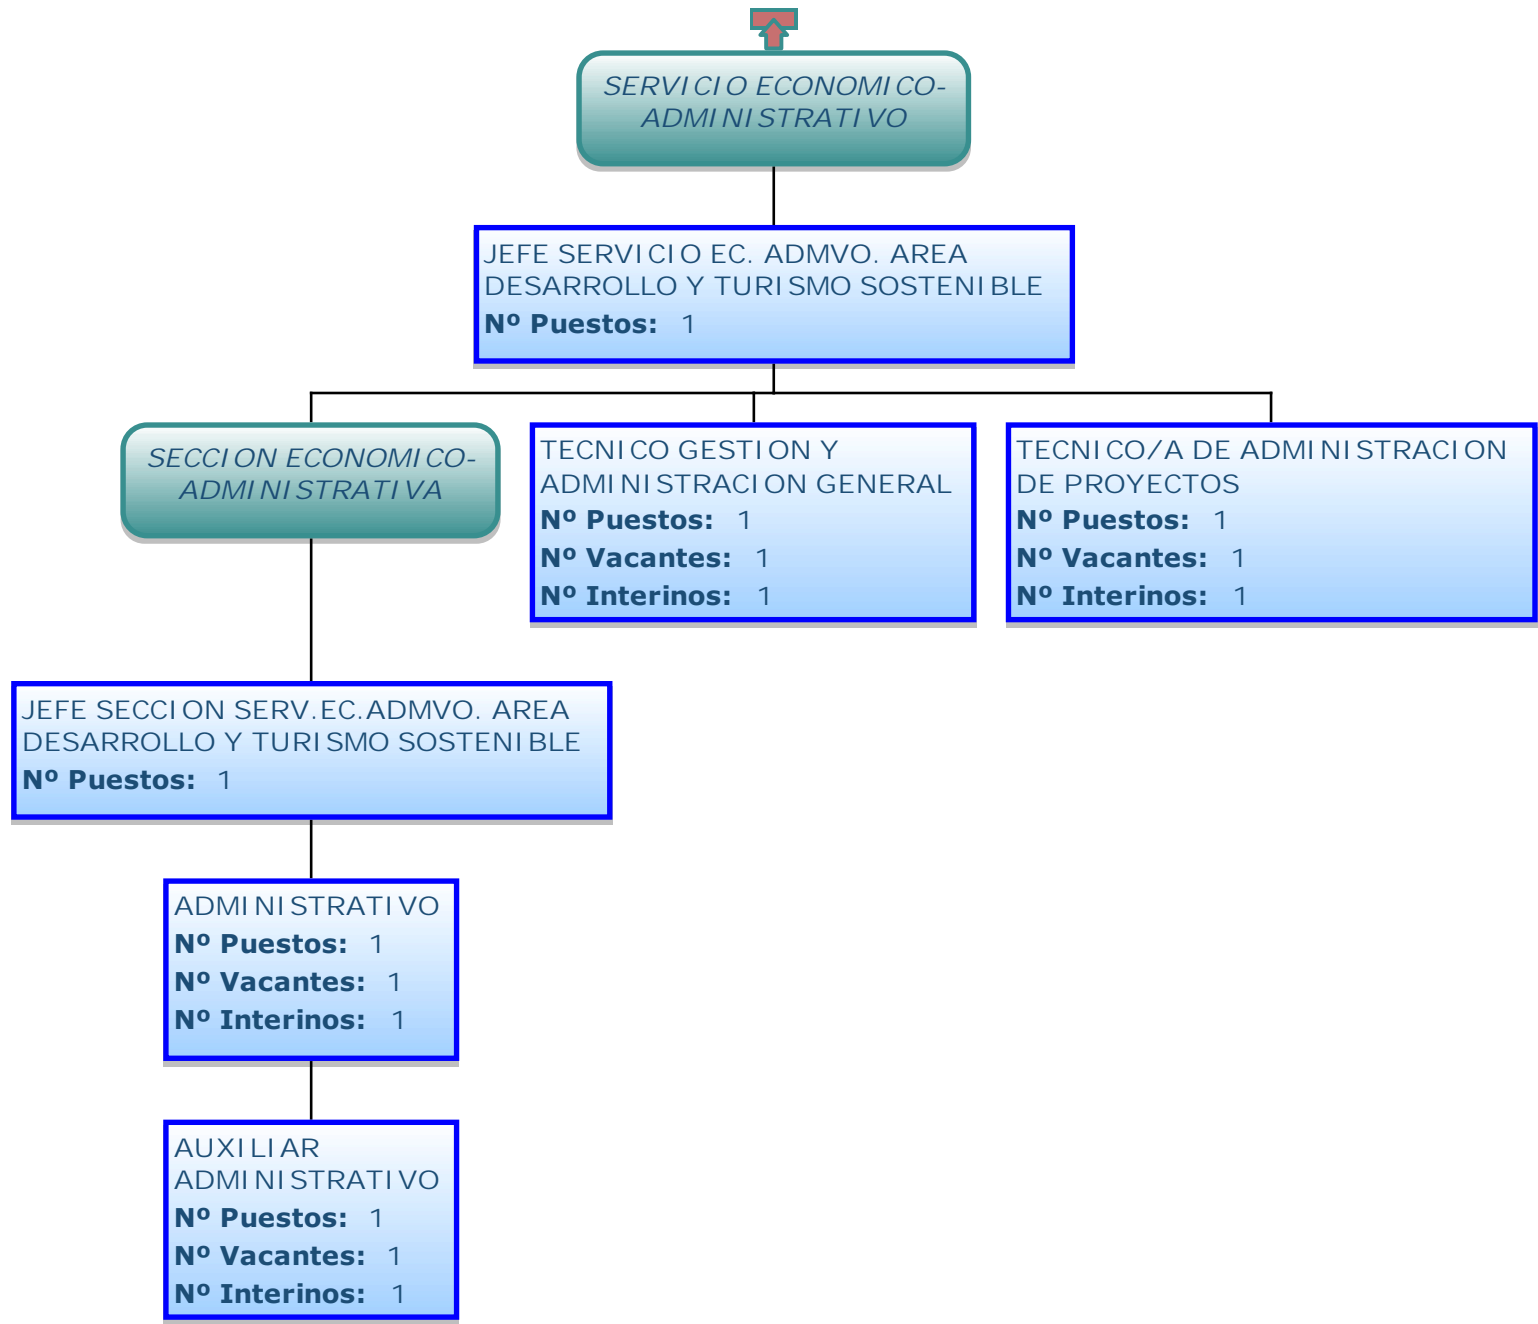 SERVICIO ECONOMICO-
ADMINISTRATIVO
JEFE SERVICIO EC. ADMVO. AREA
DESARROLLO Y TURISMO SOSTENIBLE
Nº Puestos: 1
SECCION ECONOMICO-
ADMINISTRATIVA
TECNICO GESTION Y
ADMINISTRACION GENERAL
Nº Puestos: 1
Nº Vacantes: 1
Nº Interinos: 1
TECNICO/A DE ADMINISTRACION
DE PROYECTOS
Nº Puestos: 1
Nº Vacantes: 1
Nº Interinos: 1
JEFE SECCION SERV.EC.ADMVO. AREA
DESARROLLO Y TURISMO SOSTENIBLE
Nº Puestos: 1
ADMINISTRATIVO
Nº Puestos: 1
Nº Vacantes: 1
Nº Interinos: 1
AUXILIAR
ADMINISTRATIVO
Nº Puestos: 1
Nº Vacantes: 1
Nº Interinos: 1